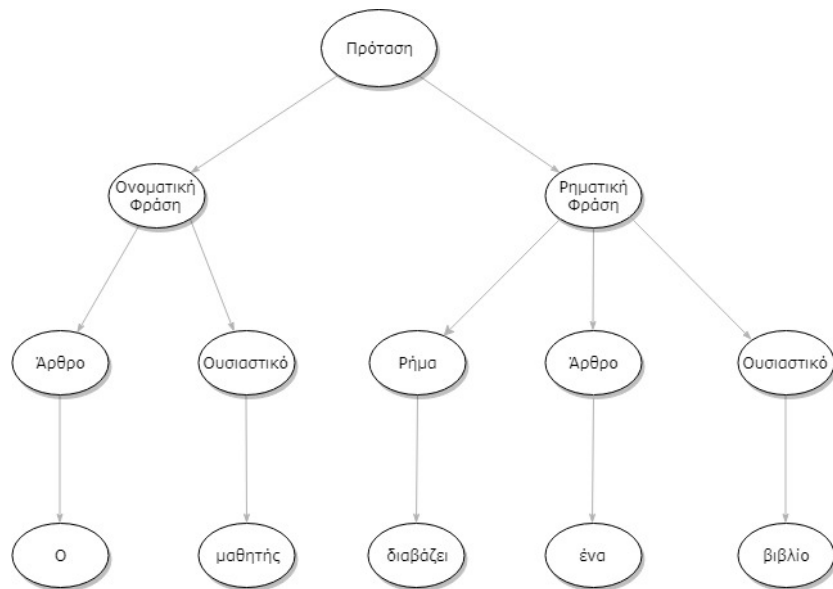 Πρόταση
Ονοματική
Φράση
Ρηματική
Φράση
Άρθρο
Ουσιαστικό
Ρήμα
Άρθρο
Ουσιαστικό
Ο
μαθητής
διαβάζει
ένα
βιβλίο